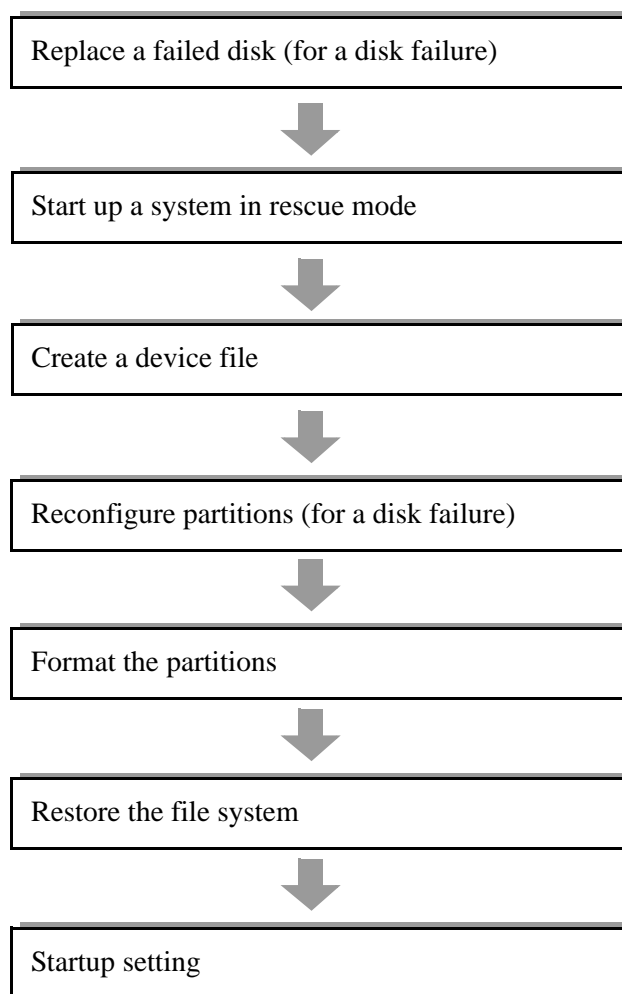 Replace a failed disk (for a disk failure)
Start up a system in rescue mode
Create a device file
Reconfigure partitions (for a disk failure)
Format the partitions
Restore the file system
Startup setting